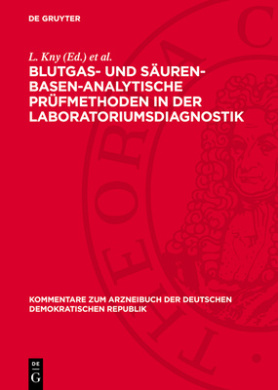 DE GRUYTER
L. Kny (Ed.) et al.
BLUTGAS- UND SÄUREN-
BASEN-ANALYTISCHE
PRÜFMETHODEN IN DER
LABORATORIUMSDIAGNOSTIK
KOMMENTARE ZUM ARZNEIBUCH DER DEUTSCHEN
DEMOKRATISCHEN REPUBLIK
DE
G